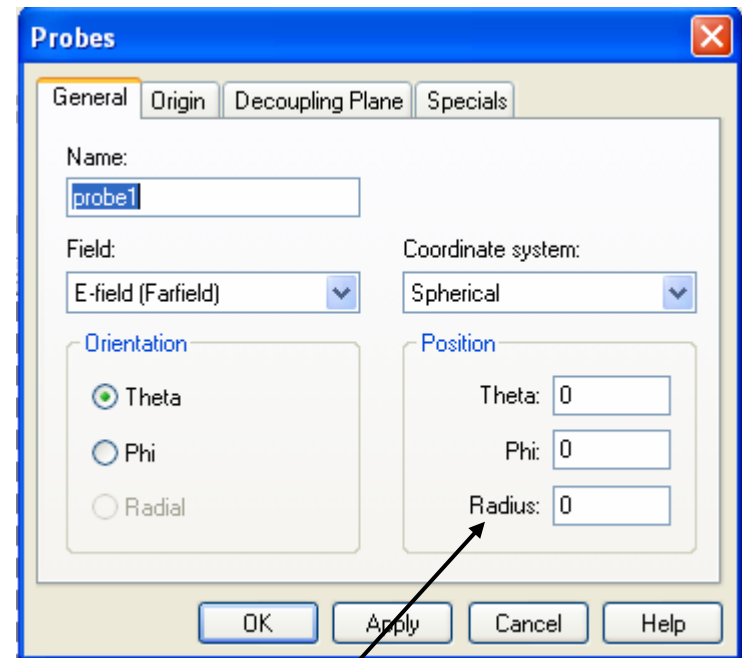 Probes
General Origin Decoupling Plane Specials
Name:
probe1
Field: Coordinate system:
E-field (Farfield) Spherical
Orientation Position
Theta Theta: 0
Phi Phi: 0
Radial Radius: 0
OK Apply Cancel Help